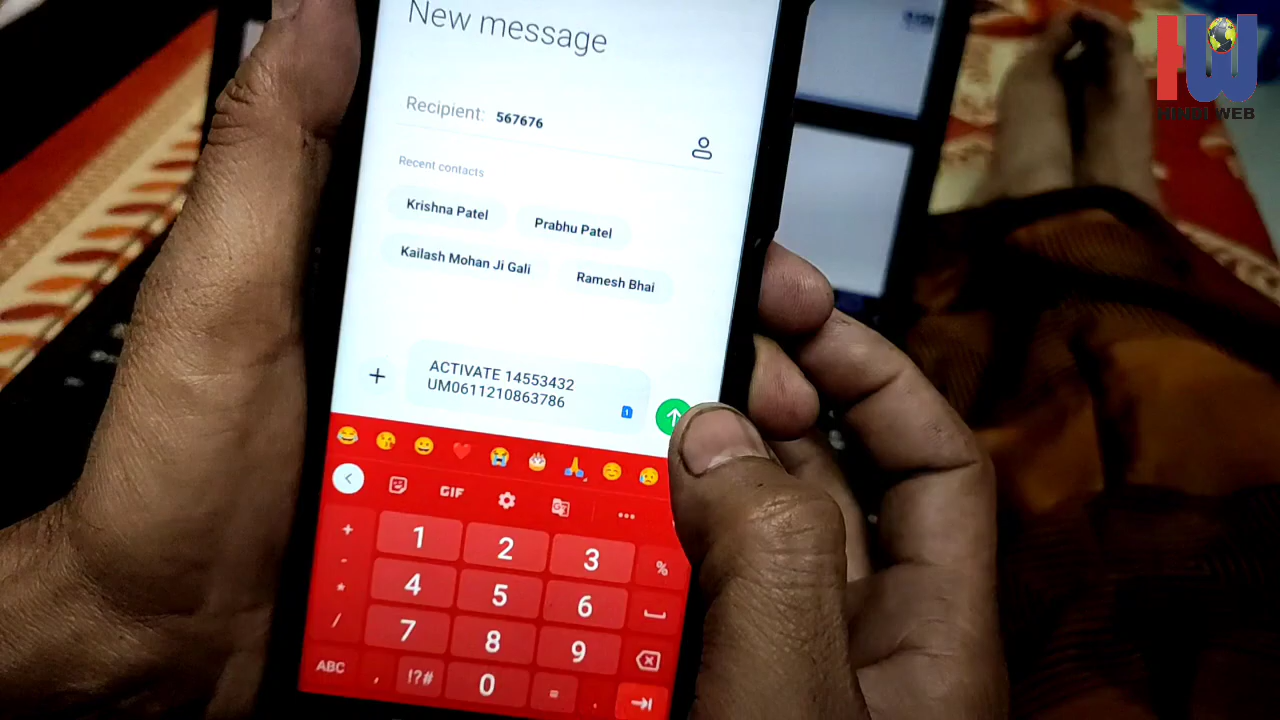 New message
Recipient: 567676
Recent contacts
Krishna Patel
Prabhu Patel
Kailash Mohan Ji Gali
Ramesh Bhai
ACTIVATE 14553432
UM0611210863786
GIF
+ 1 2 3 %
- 4 5 6
* 7 8 9
/
ABC , !?# 0 = .
HW
HINDI WEB